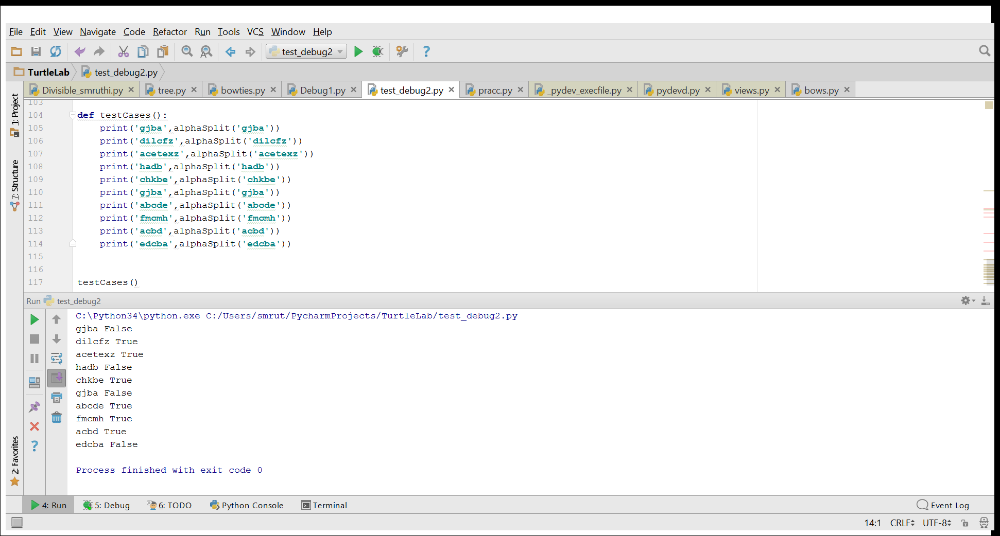 File Edit View Navigate Code Refactor Run Tools VCS Window Help
test_debug2
TurtleLab test_debug2.py
Divisible_smruthi.py tree.py bowties.py Debug1.py test_debug2.py pracc.py _pydev_execfile.py pydevd.py views.py bows.py
1: Project
7: Structure
2: Favorites
103
104 def testCases():
105 print('gjba',alphaSplit('gjba'))
106 print('dilcfz',alphaSplit('dilcfz'))
107 print('acetexz',alphaSplit('acetexz'))
108 print('hadb',alphaSplit('hadb'))
109 print('chkbe',alphaSplit('chkbe'))
110 print('gjba',alphaSplit('gjba'))
111 print('abcde',alphaSplit('abcde'))
112 print('fmcmh',alphaSplit('fmcmh'))
113 print('acbd',alphaSplit('acbd'))
114 print('edcba',alphaSplit('edcba'))
115
116
117 testCases()
Run test_debug2
C:\Python34\python.exe C:/Users/smrut/PycharmProjects/TurtleLab/test_debug2.py
gjba False
dilcfz True
acetexz True
hadb False
chkbe True
gjba False
abcde True
fmcmh True
acbd True
edcba False
Process finished with exit code 0
4: Run 5: Debug 6: TODO Python Console Terminal Event Log
14:1 CRLF UTF-8